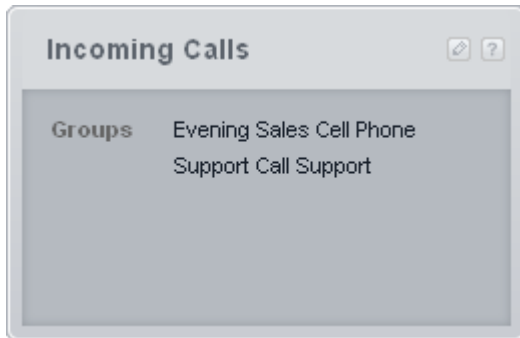 Incoming Calls
?
Groups Evening Sales Cell Phone
Support Call Support